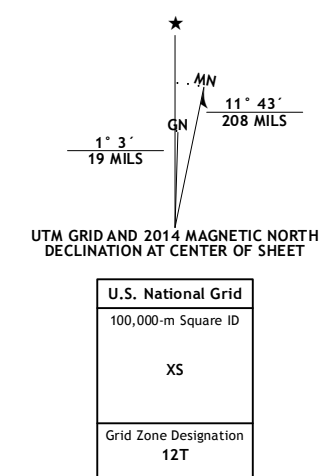 ★
MN
GN
11° 43´
208 MILS
1° 3´
19 MILS
UTM GRID AND 2014 MAGNETIC NORTH
DECLINATION AT CENTER OF SHEET
U.S. National Grid
100,000-m Square ID
XS
Grid Zone Designation
12T